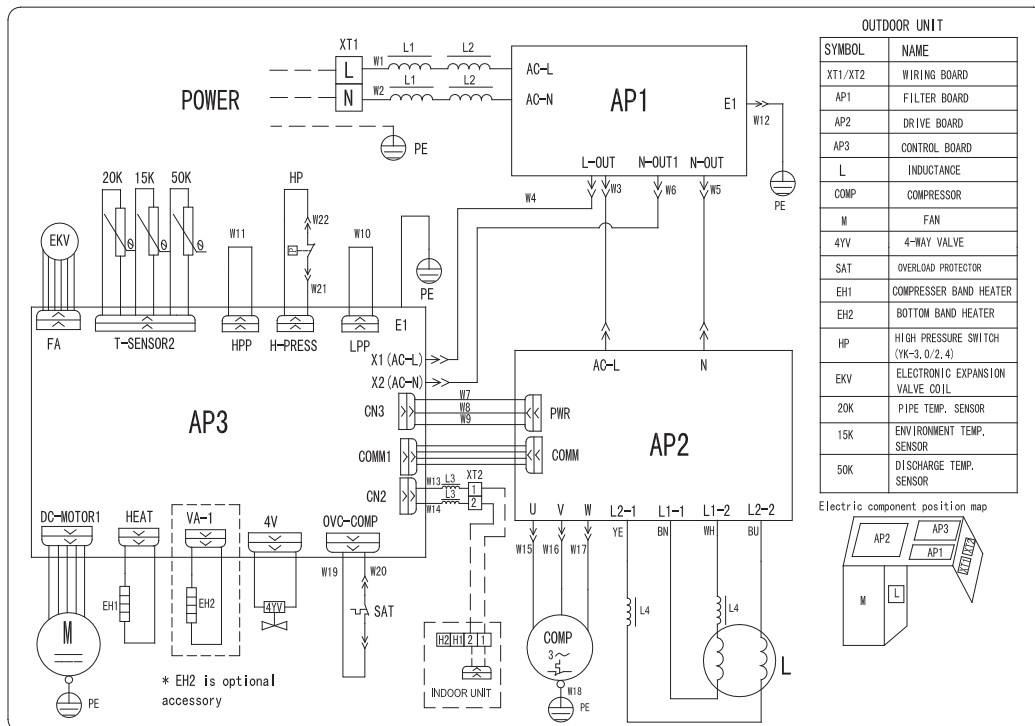 OUTDOOR UNIT
SYMBOL NAME
XT1/XT2 WIRING BOARD
AP1 FILTER BOARD
AP2 DRIVE BOARD
AP3 CONTROL BOARD
L INDUCTANCE
COMP COMPRESSOR
M FAN
4YV 4-WAY VALVE
SAT OVERLOAD PROTECTOR
EH1 COMPRESSER BAND HEATER
EH2 BOTTOM BAND HEATER
HP HIGH PRESSURE SWITCH
(YK-3.0/2.4)
EKV ELECTRONIC EXPANSION
VALVE COIL
20K PIPE TEMP. SENSOR
15K ENVIRONMENT TEMP.
SENSOR
50K DISCHARGE TEMP.
SENSOR
Electric component position map
AP2 AP3
AP1 XT1 XT2
M L
XT1 L1 L2
L W1 AC-L
N W2 L1 L2 AC-N
POWER
PE
AP1
E1
W12
PE
L-OUT N-OUT1 N-OUT
W4 W3 W6 W5
20K 15K 50K HP
θ θ θ
EKV
W11 W22 P W21 W10
PE
FA T-SENSOR2 HPP H-PRESS LPP E1
X1(AC-L)
X2(AC-N)
AP3
CN3 W7 W8 W9 PWR
COMM1 COMM
CN2 W13 L3 XT2 1
W14 L3 2
AC-L N
AP2
U V W L2-1 L1-1 L1-2 L2-2
W15 W16 W17 YE BN WH BU
DC-MOTOR1 HEAT VA-1 4V OVC-COMP
W19 W20
EH1 EH2 4YV SAT
M
PE
* EH2 is optional
accessory
H2 H1 2 1
INDOOR UNIT
COMP
3~
W18
PE
L4 L4
L